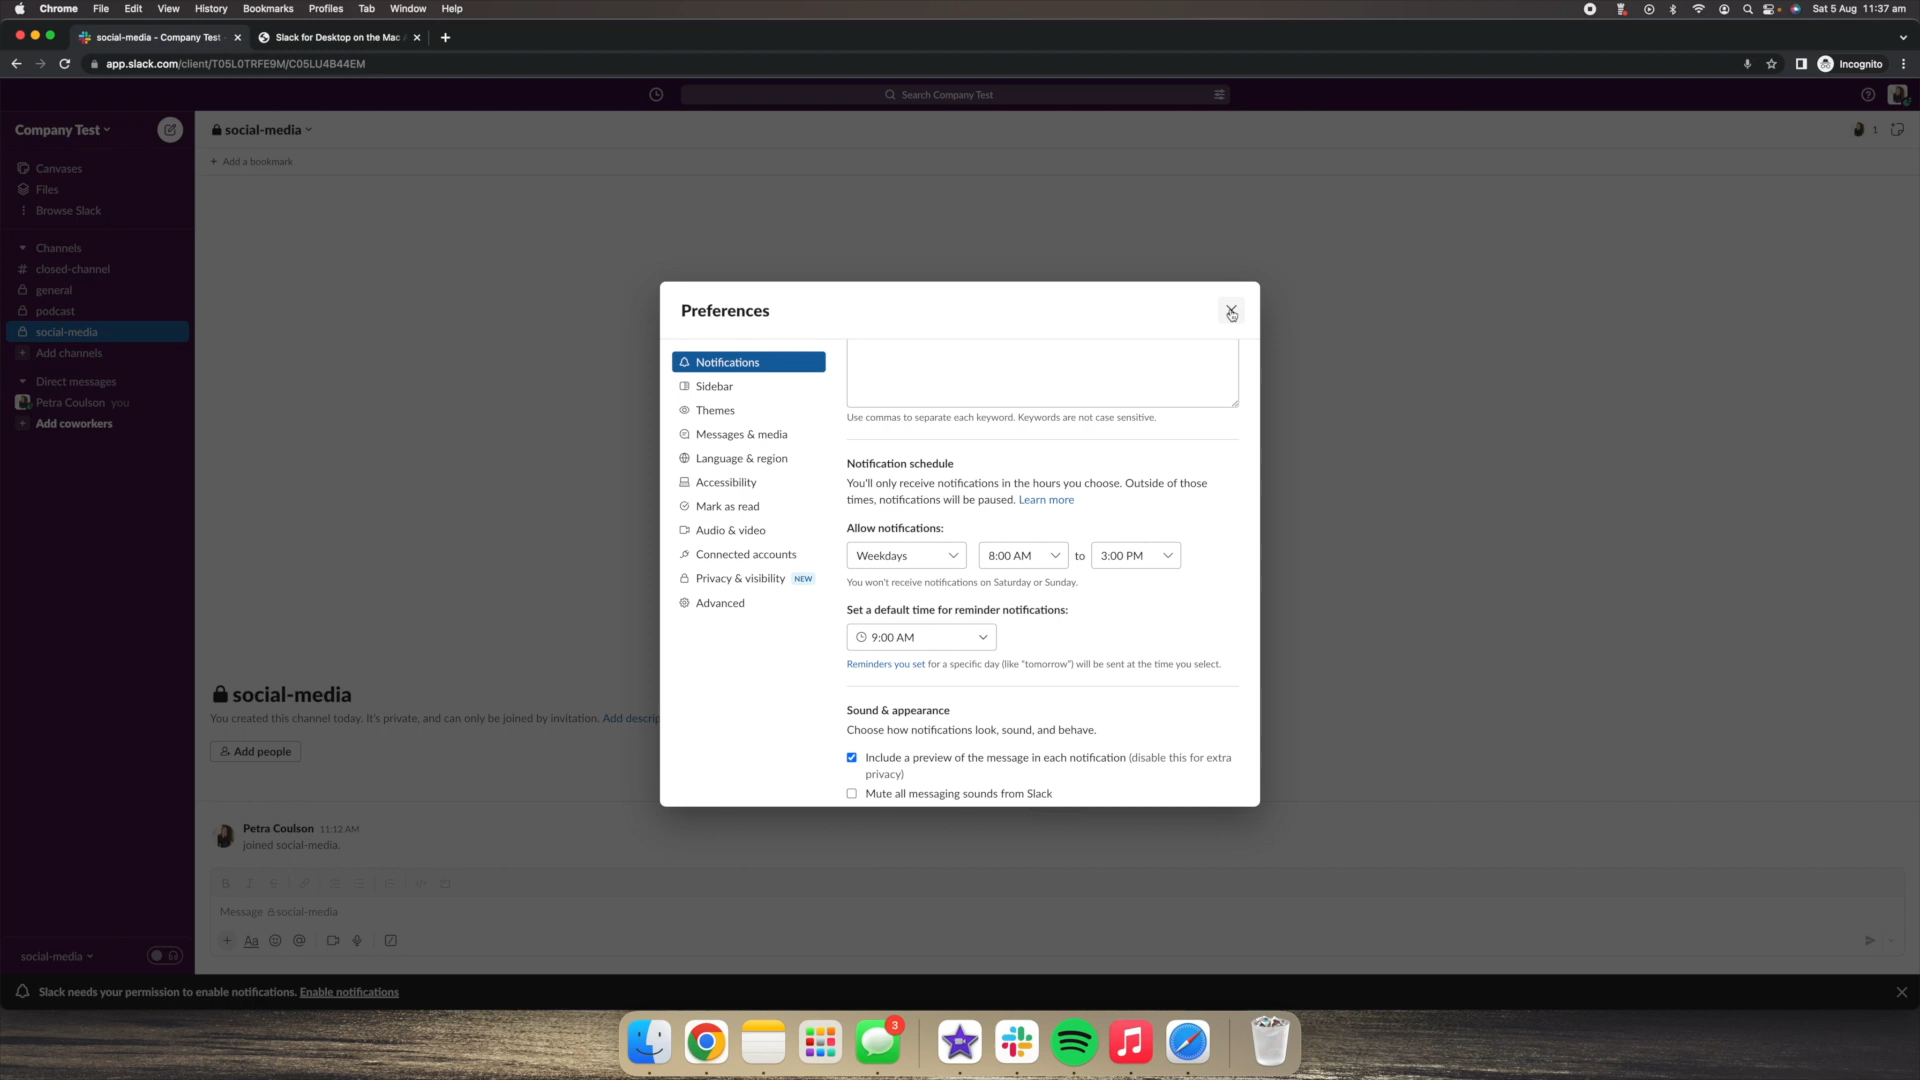 Chrome File Edit View History Bookmarks Profiles Tab Window Help
Sat 5 Aug 11:37 am
social-media - Company Test
Slack for Desktop on the Mac
app.slack.com/client/T05L0TRFE9M/C05LU4B44EM
Incognito
Search Company Test
Company Test
social-media
1
Add a bookmark
Canvases
Files
Browse Slack
Channels
closed-channel
general
podcast
social-media
Add channels
Direct messages
Petra Coulson you
Add coworkers
Preferences
Notifications
Sidebar
Themes
Messages & media
Language & region
Accessibility
Mark as read
Audio & video
Connected accounts
Privacy & visibility NEW
Advanced
Use commas to separate each keyword. Keywords are not case sensitive.
Notification schedule
You'll only receive notifications in the hours you choose. Outside of those
times, notifications will be paused. Learn more
Allow notifications:
Weekdays 8:00 AM to 3:00 PM
You won't receive notifications on Saturday or Sunday.
Set a default time for reminder notifications:
9:00 AM
Reminders you set for a specific day (like "tomorrow") will be sent at the time you select.
Sound & appearance
Choose how notifications look, sound, and behave.
Include a preview of the message in each notification (disable this for extra
privacy)
Mute all messaging sounds from Slack
social-media
You created this channel today. It's private, and can only be joined by invitation. Add descrip
Add people
Petra Coulson 11:12 AM
joined social-media.
B I S
Message social-media
Aa
social-media
Slack needs your permission to enable notifications. Enable notifications
3